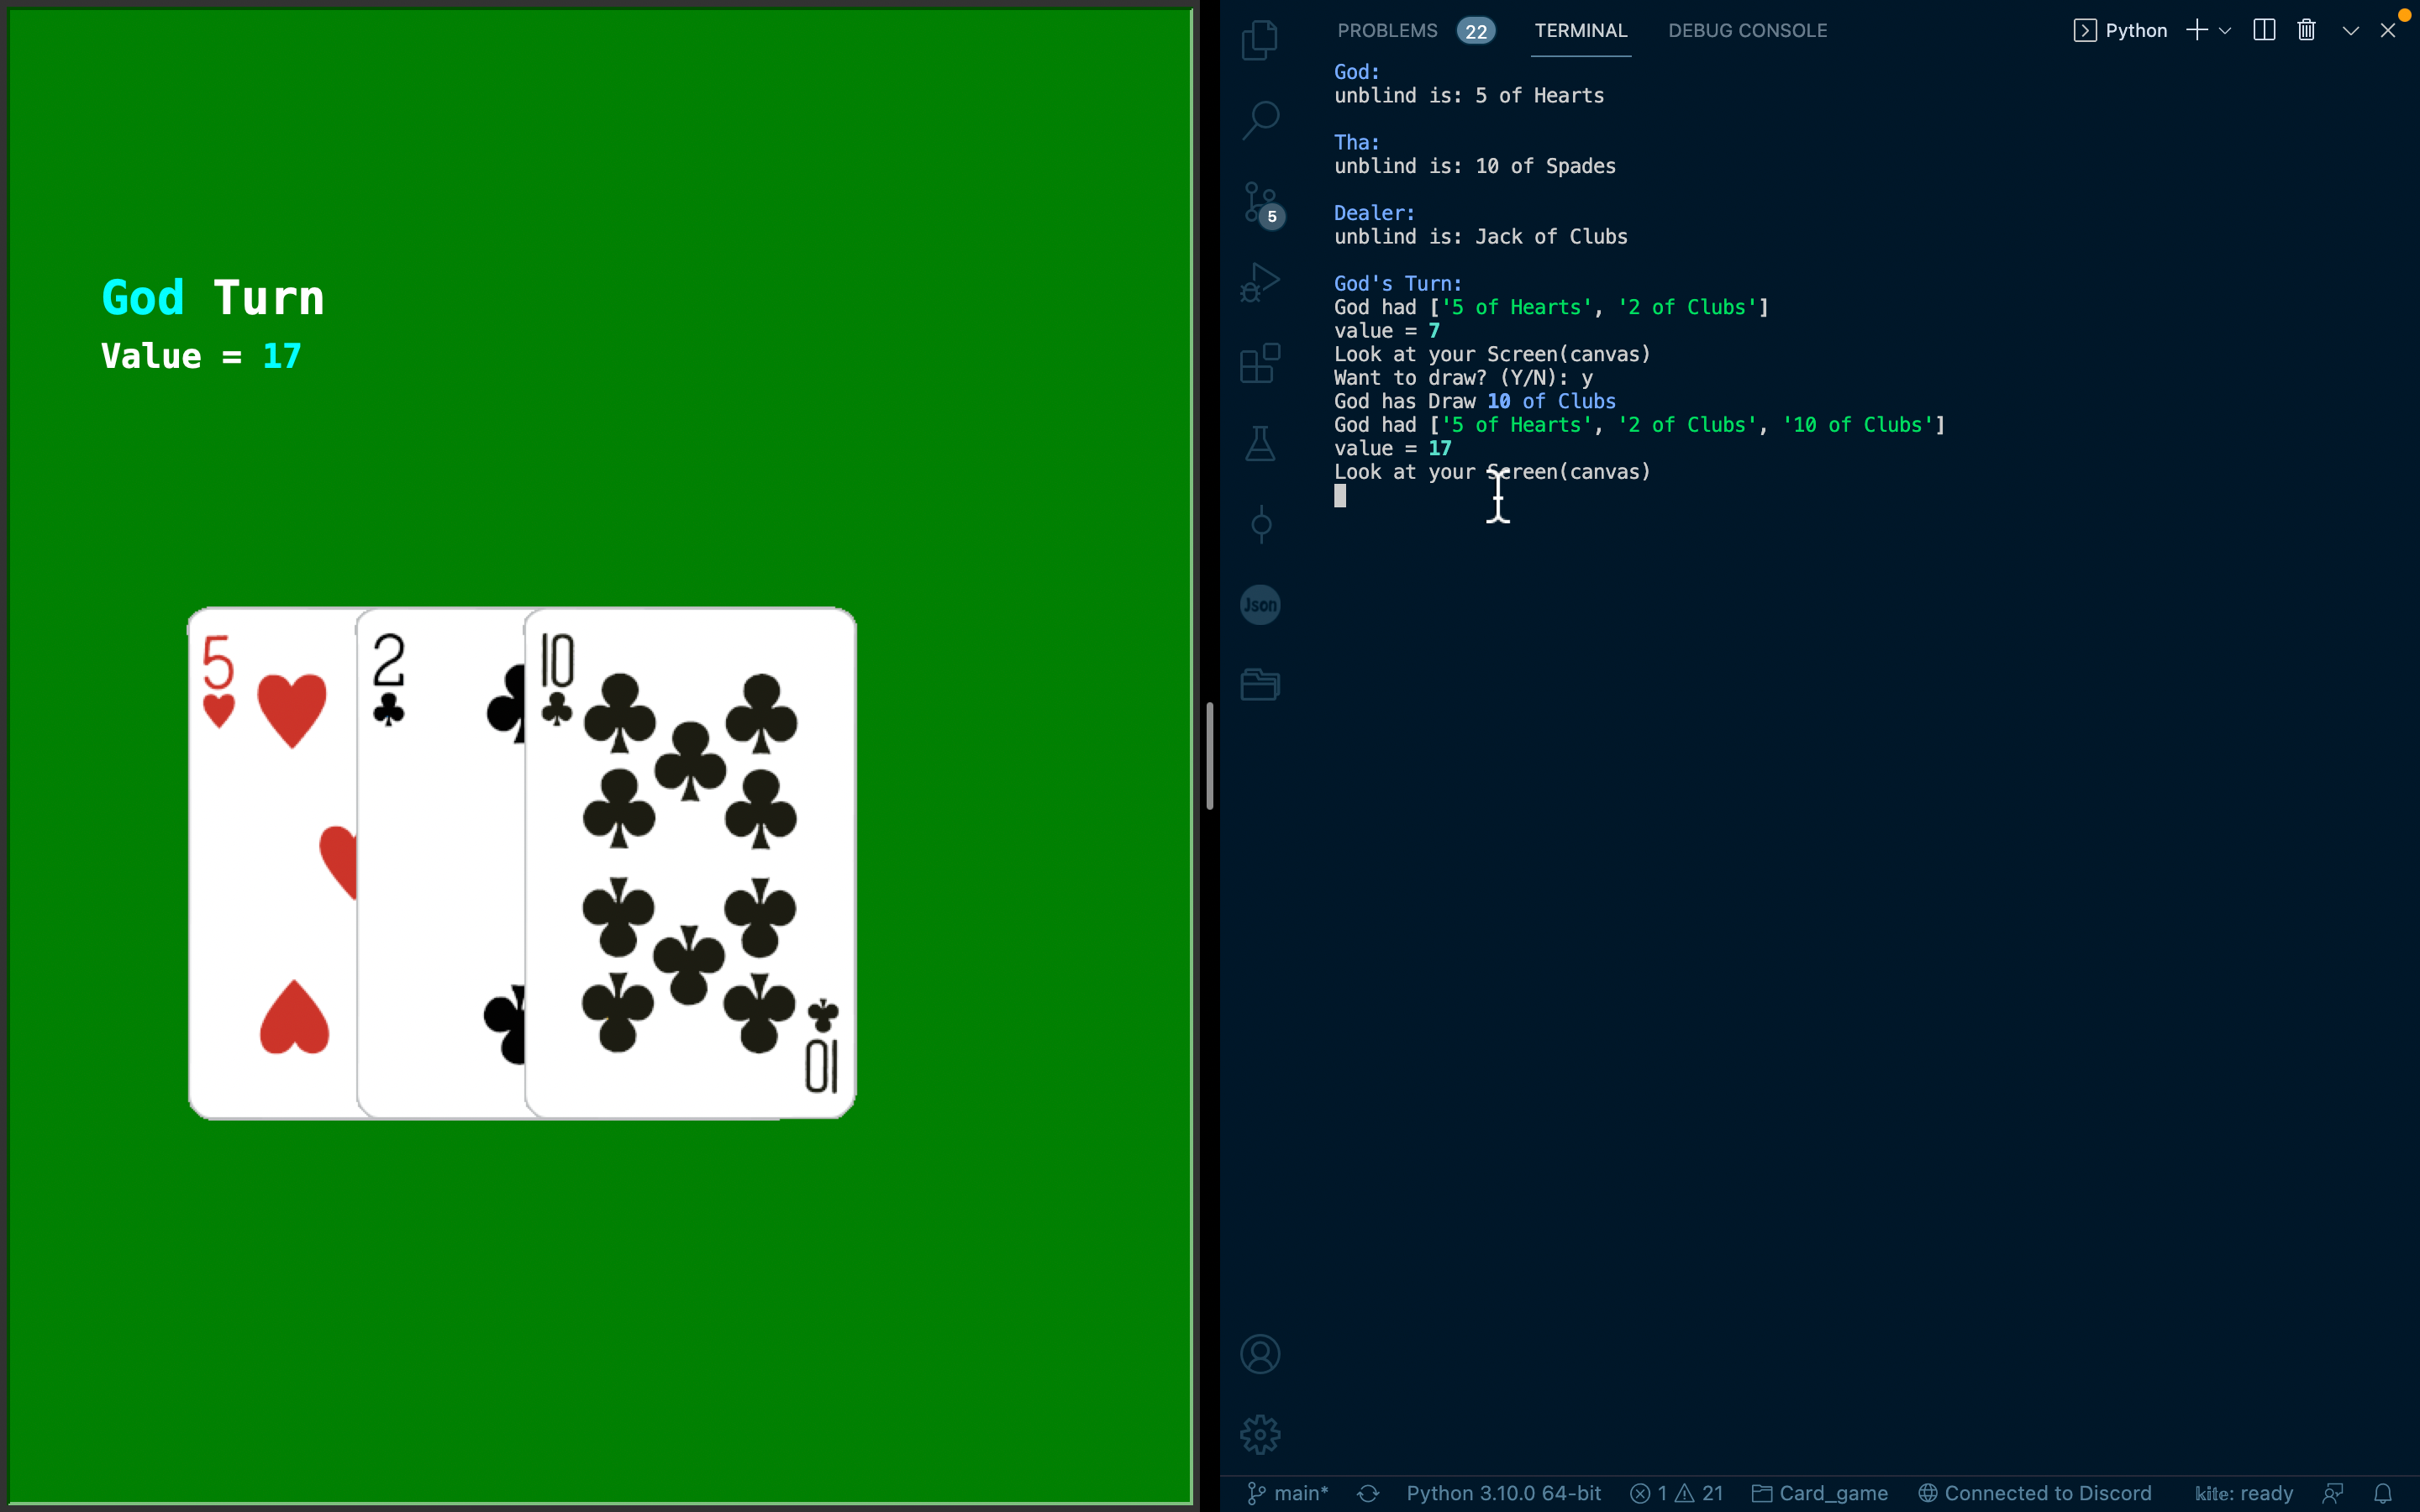 God Turn
Value = 17
5
2
10
10
PROBLEMS 22 TERMINAL DEBUG CONSOLE Python
God:
unblind is: 5 of Hearts
Tha:
unblind is: 10 of Spades
Dealer:
unblind is: Jack of Clubs
God's Turn:
God had ['5 of Hearts', '2 of Clubs']
value = 7
Look at your Screen(canvas)
Want to draw? (Y/N): y
God has Draw 10 of Clubs
God had ['5 of Hearts', '2 of Clubs', '10 of Clubs']
value = 17
Look at your Screen(canvas)
5
Json
main* Python 3.10.0 64-bit 1 21 Card_game Connected to Discord kite: ready